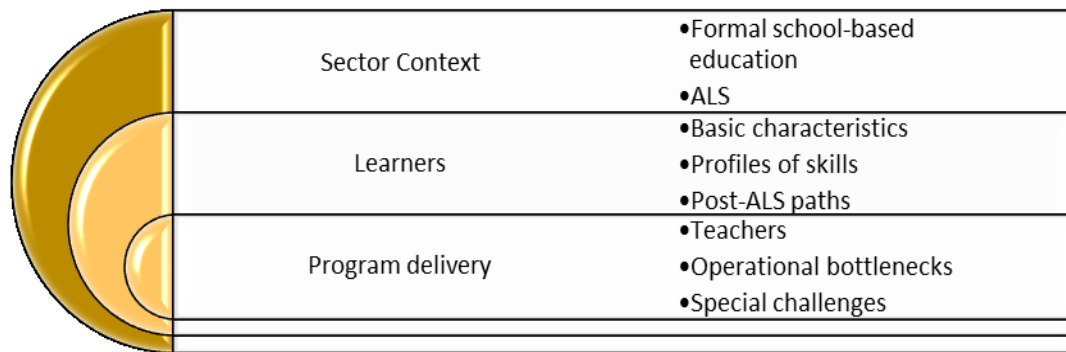 Sector Context
•Formal school-based
education
•ALS
Learners
•Basic characteristics
•Profiles of skills
•Post-ALS paths
Program delivery
•Teachers
•Operational bottlenecks
•Special challenges